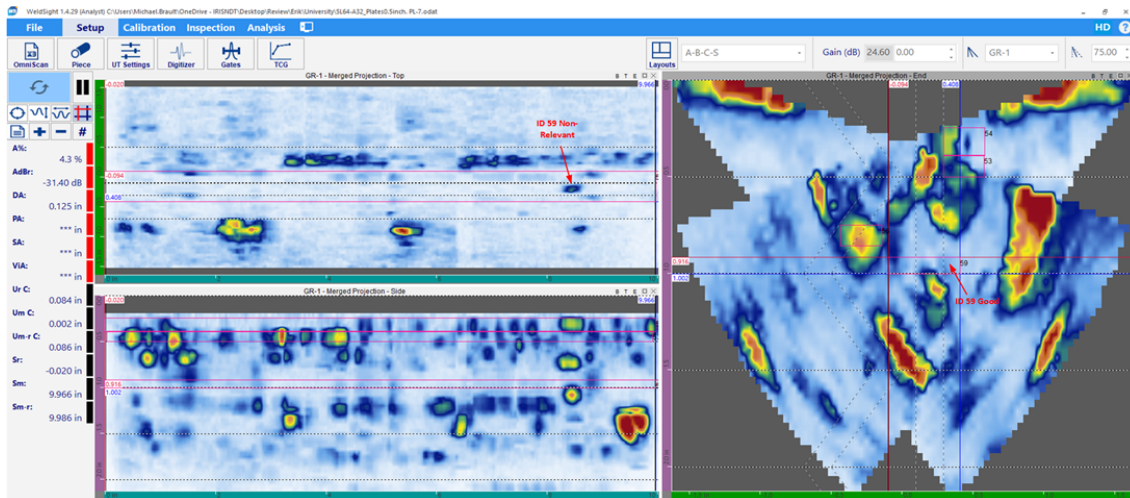 WeldSight 1.4.29 (Analyst) C:\Users\Michael.Brault\OneDrive - IRISNDT\Desktop\Review\Erik\University\SL64-A32_Plates0.5inch. PL-7.odat
File Setup Calibration Inspection Analysis HD ?
OmniScan Piece UT Settings Digitizer Gates TCG Layouts A-B-C-S Gain (dB) 24.60 0.00 GR-1 75.00
GR-1 - Merged Projection - Top B T E
-0.020 9.966
ID 59 Non-
Relevant
-0.094
0.408
GR-1 - Merged Projection - Side B T E
-0.020 9.966
0.916
1.002
GR-1 - Merged Projection - End B T E
-0.094 0.408
54
53
59
0.916
1.002
ID 59 Good
#
A%:
4.3 %
AdBr:
-31.40 dB
DA:
0.125 in
PA:
*** in
SA:
*** in
ViA:
*** in
Ur C:
0.084 in
Um C:
0.002 in
Um-r C:
0.086 in
Sr:
-0.020 in
Sm:
9.966 in
Sm-r:
9.986 in